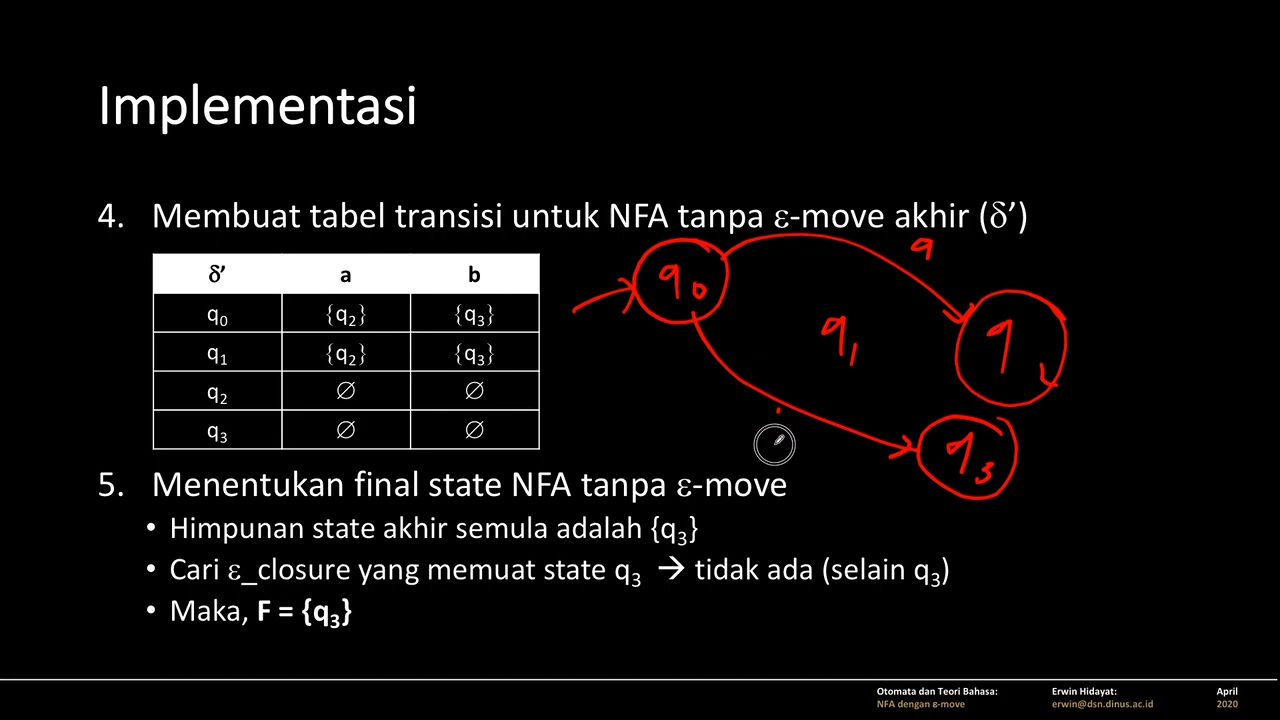 Implementasi
4. Membuat tabel transisi untuk NFA tanpa ε-move akhir (δ’)
δ’ a b
q0 {q2} {q3}
q1 {q2} {q3}
q2 ∅ ∅
q3 ∅ ∅
q0
a
q1
q
q3
5. Menentukan final state NFA tanpa ε-move
• Himpunan state akhir semula adalah {q3}
• Cari ε_closure yang memuat state q3 → tidak ada (selain q3)
• Maka, F = {q3}
Otomata dan Teori Bahasa: Erwin Hidayat: April
NFA dengan ε-move erwin@dsn.dinus.ac.id 2020